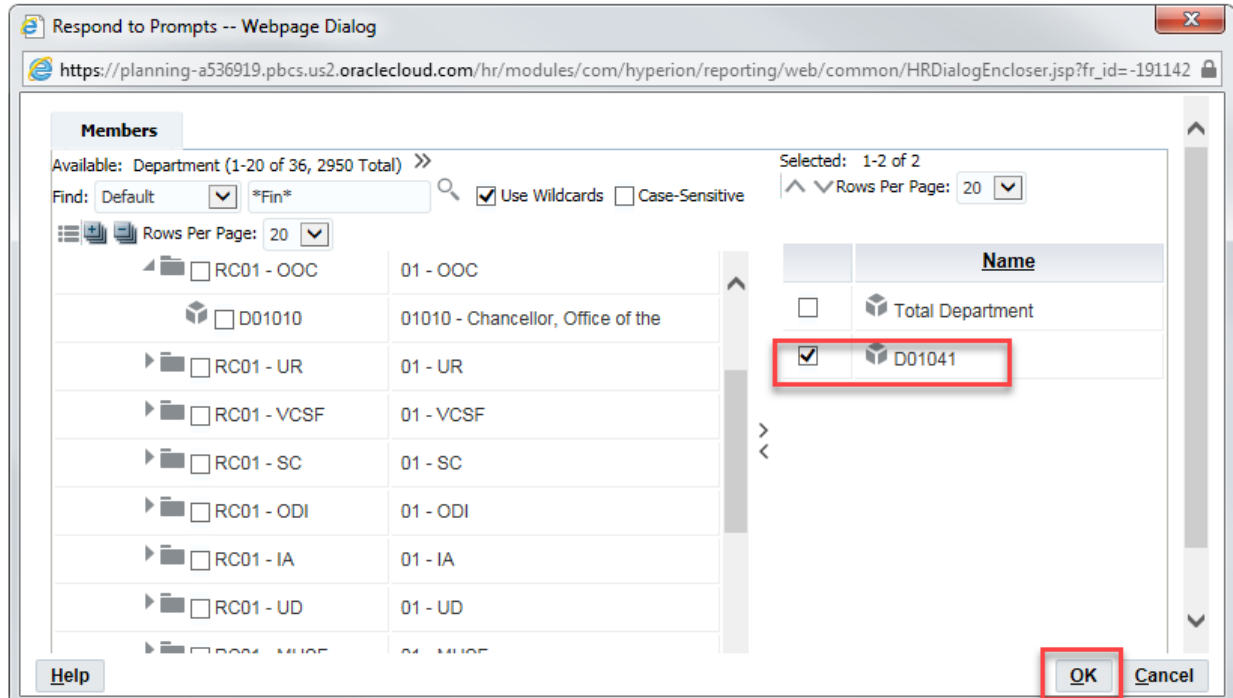 Respond to Prompts -- Webpage Dialog
X
https://planning-a536919.pbcs.us2.oraclecloud.com/hr/modules/com/hyperion/reporting/web/common/HRDialogEncloser.jsp?fr_id=-191142
Members
Available: Department (1-20 of 36, 2950 Total) »
Selected: 1-2 of 2
Find: Default *Fin* Use Wildcards Case-Sensitive
Rows Per Page: 20
Rows Per Page: 20
Name
RC01 - OOC 01 - OOC
D01010 01010 - Chancellor, Office of the
Total Department
RC01 - UR 01 - UR
D01041
RC01 - VCSF 01 - VCSF
RC01 - SC 01 - SC
RC01 - ODI 01 - ODI
RC01 - IA 01 - IA
RC01 - UD 01 - UD
Help
OK
Cancel